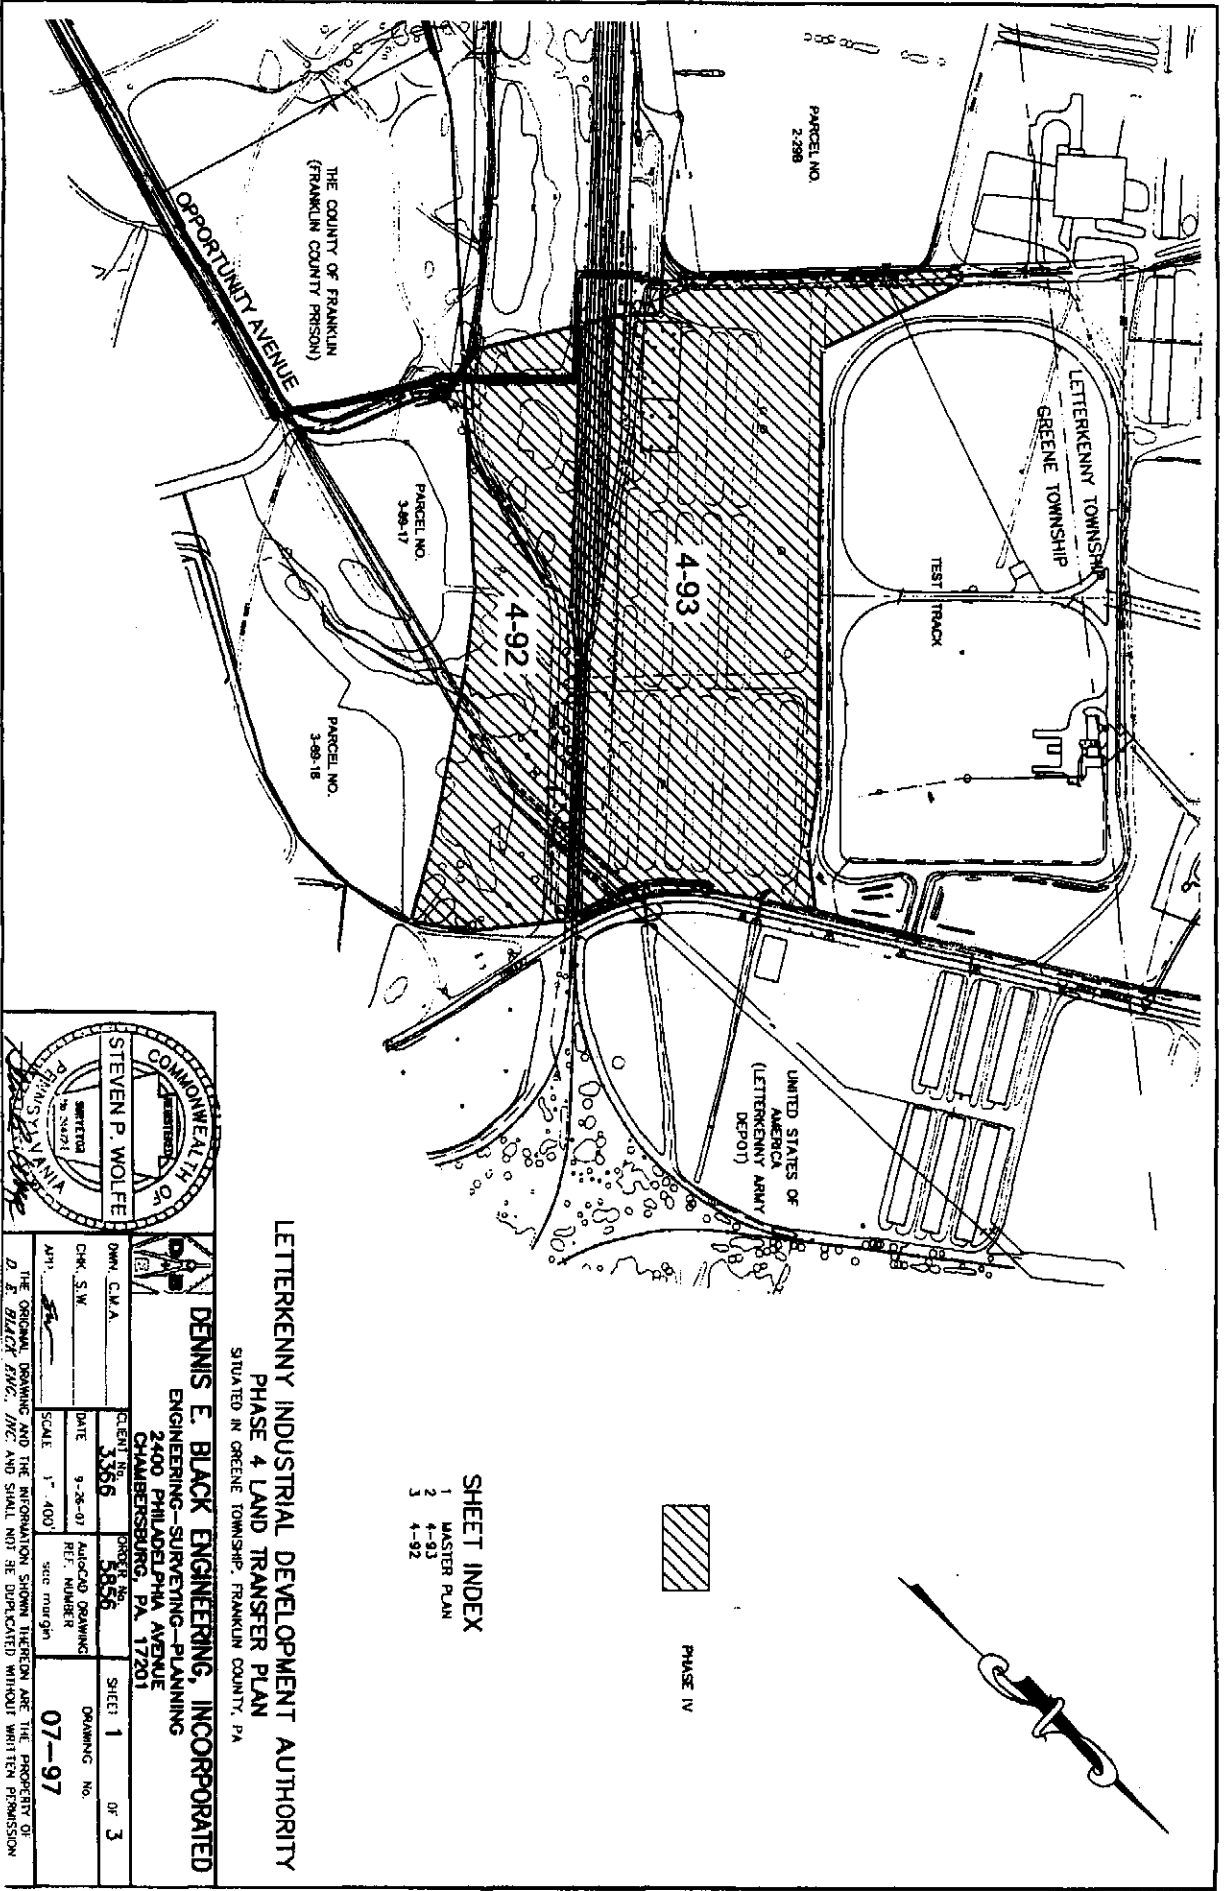 PARCEL NO.
2-29B
THE COUNTY OF FRANKLIN
(FRANKLIN COUNTY PRISON)
OPPORTUNITY AVENUE
LETTERKENNY TOWNSHIP
GREENE TOWNSHIP
TEST TRACK
4-93
4-92
PARCEL NO.
3-89-17
PARCEL NO.
3-89-18
UNITED STATES OF
AMERICA
(LETTERKENNY ARMY
DEPOT)
PHASE IV
SHEET INDEX
1 MASTER PLAN
2 4-93
3 4-92
LETTERKENNY INDUSTRIAL DEVELOPMENT AUTHORITY
PHASE 4 LAND TRANSFER PLAN
SITUATED IN GREENE TOWNSHIP, FRANKLIN COUNTY, PA
COMMONWEALTH OF
REGISTERED
STEVEN P. WOLFE
SURVEYOR
PENNSYLVANIA
DENNIS E. BLACK ENGINEERING, INCORPORATED
ENGINEERING-SURVEYING-PLANNING
2400 PHILADELPHIA AVENUE
CHAMBERSBURG, PA. 17201
DWN. C.M.A.
CHK. S.W.
APP.
CLIENT No.
3366
ORDER No.
5856
SHEET 1 OF 3
DATE 9-26-07
AutoCAD DRAWING
REF. NUMBER
see margin
SCALE 1" = 400'
DRAWING No.
07-97
THE ORIGINAL DRAWING AND THE INFORMATION SHOWN THEREON ARE THE PROPERTY OF
D. E. BLACK ENG., INC. AND SHALL NOT BE DUPLICATED WITHOUT WRITTEN PERMISSION